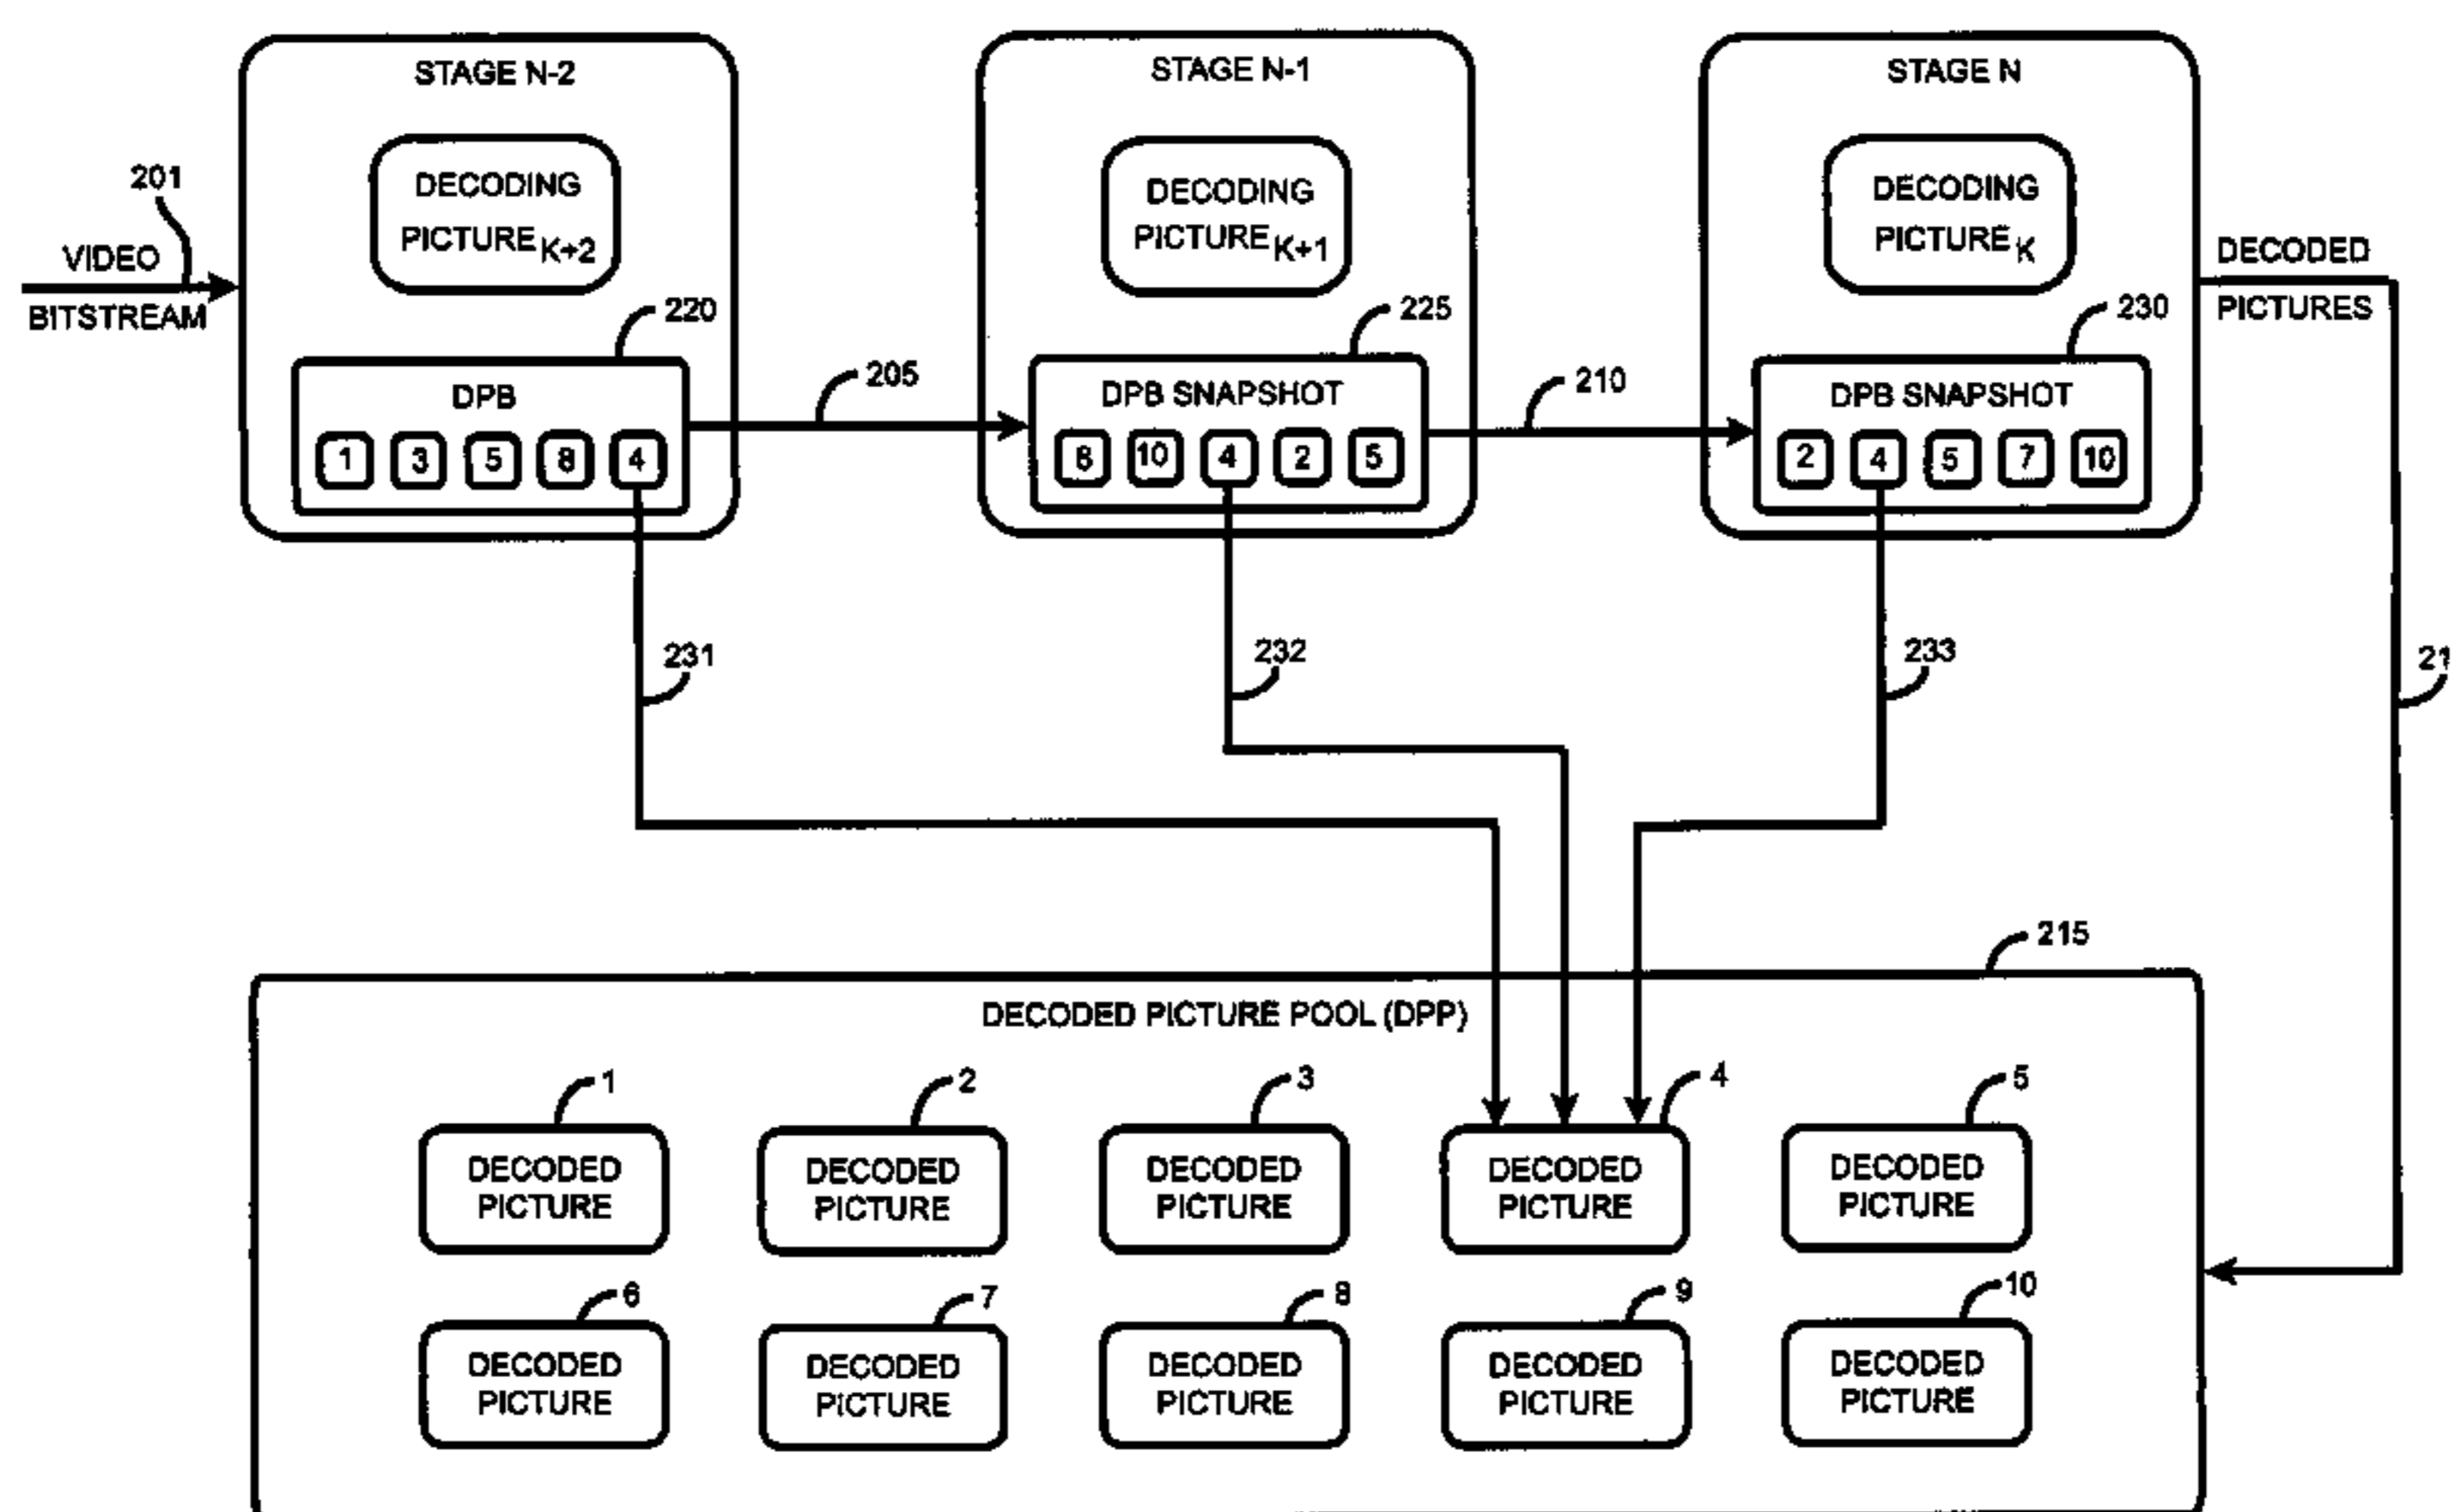 STAGE N-2
STAGE N-1
STAGE N
201
VIDEO
BITSTREAM
DECODING
PICTURE K+2
DECODING
PICTURE K+1
DECODING
PICTURE K
DECODED
PICTURES
220
225
230
205
210
DPB
1 3 5 8 4
DPB SNAPSHOT
8 10 4 2 5
DPB SNAPSHOT
2 4 5 7 10
231
232
233
21
215
DECODED PICTURE POOL (DPP)
1 2 3 4 5
DECODED
PICTURE
DECODED
PICTURE
DECODED
PICTURE
DECODED
PICTURE
DECODED
PICTURE
6 7 8 9 10
DECODED
PICTURE
DECODED
PICTURE
DECODED
PICTURE
DECODED
PICTURE
DECODED
PICTURE